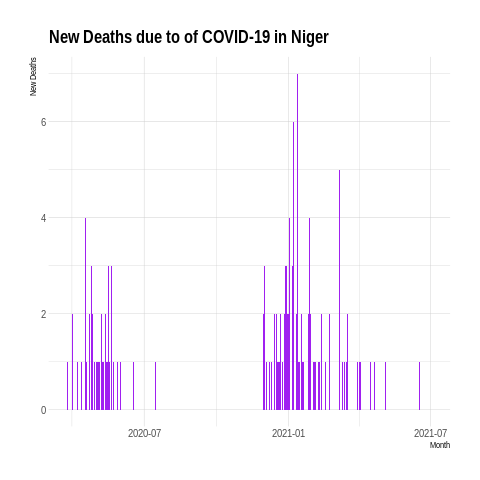 New Deaths due to of COVID-19 in Niger
New Deaths
6
4
2
0
2020-07
2021-01
2021-07
Month